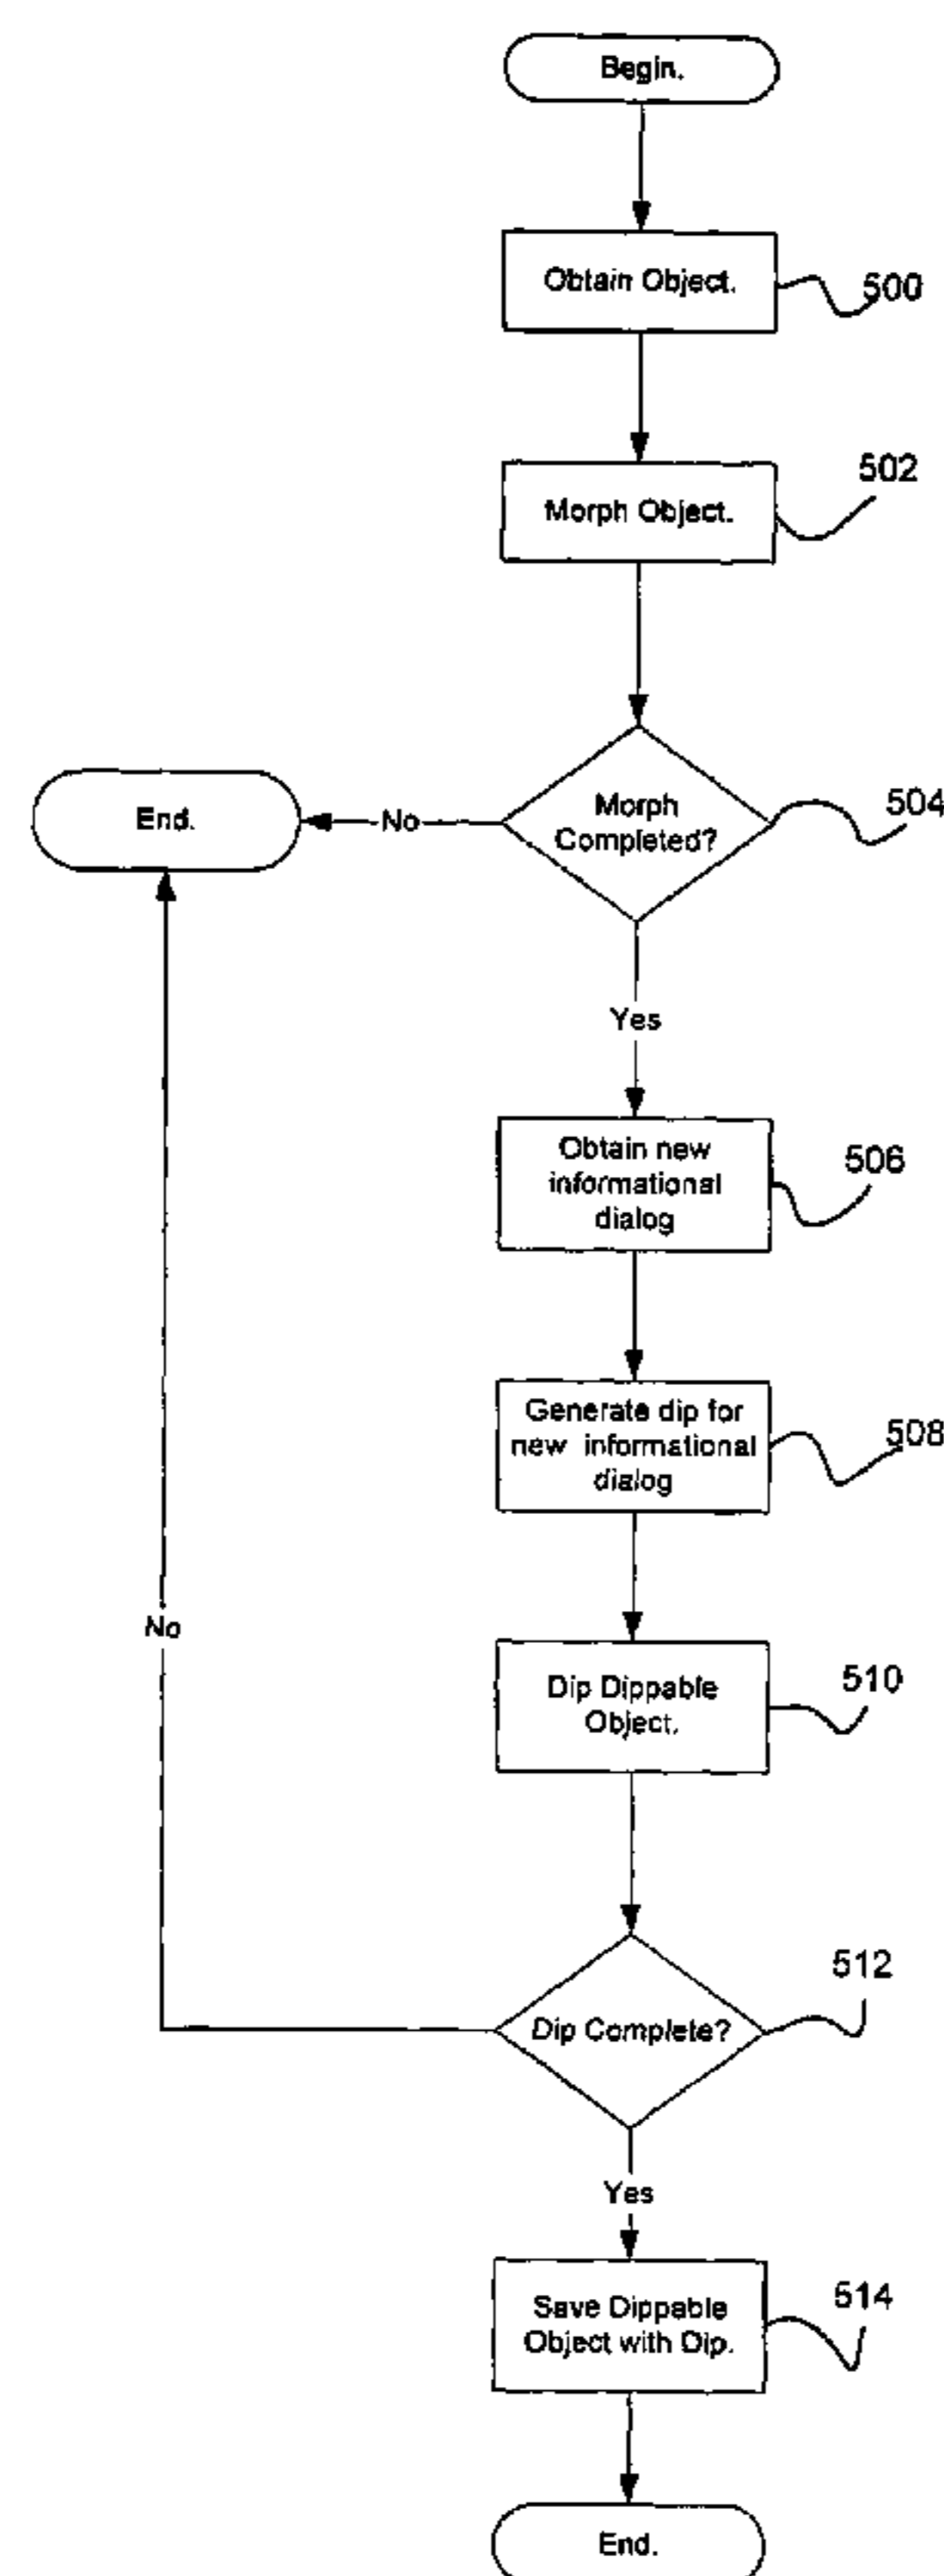 Begin.
Obtain Object.
500
Morph Object.
502
Morph
Completed?
504
No
End.
Yes
Obtain new
informational
dialog
506
Generate dip for
new informational
dialog
508
Dip Dippable
Object.
510
No
Dip Complete?
512
Yes
Save Dippable
Object with Dip.
514
End.